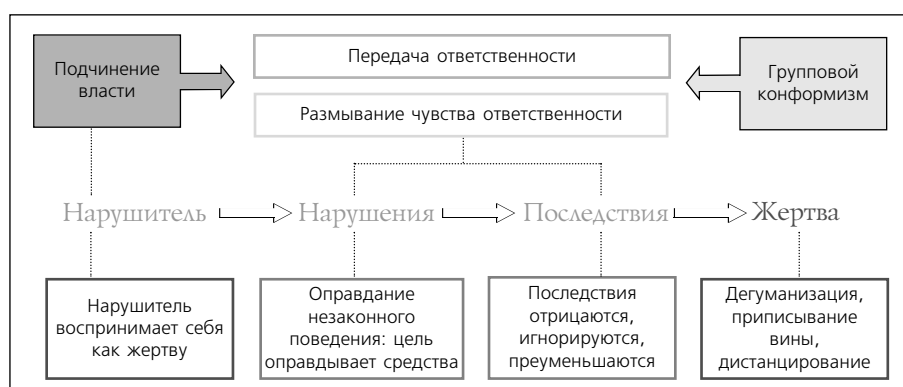 Подчинение
власти
Передача ответственности
Размывание чувства ответственности
Групповой
конформизм
Нарушитель
Нарушения
Последствия
Жертва
Нарушитель
воспринимает себя
как жертву
Оправдание
незаконного
поведения: цель
оправдывает средства
Последствия
отрицаются,
игнорируются,
преуменьшаются
Дегуманизация,
приписывание
вины,
дистанцирование